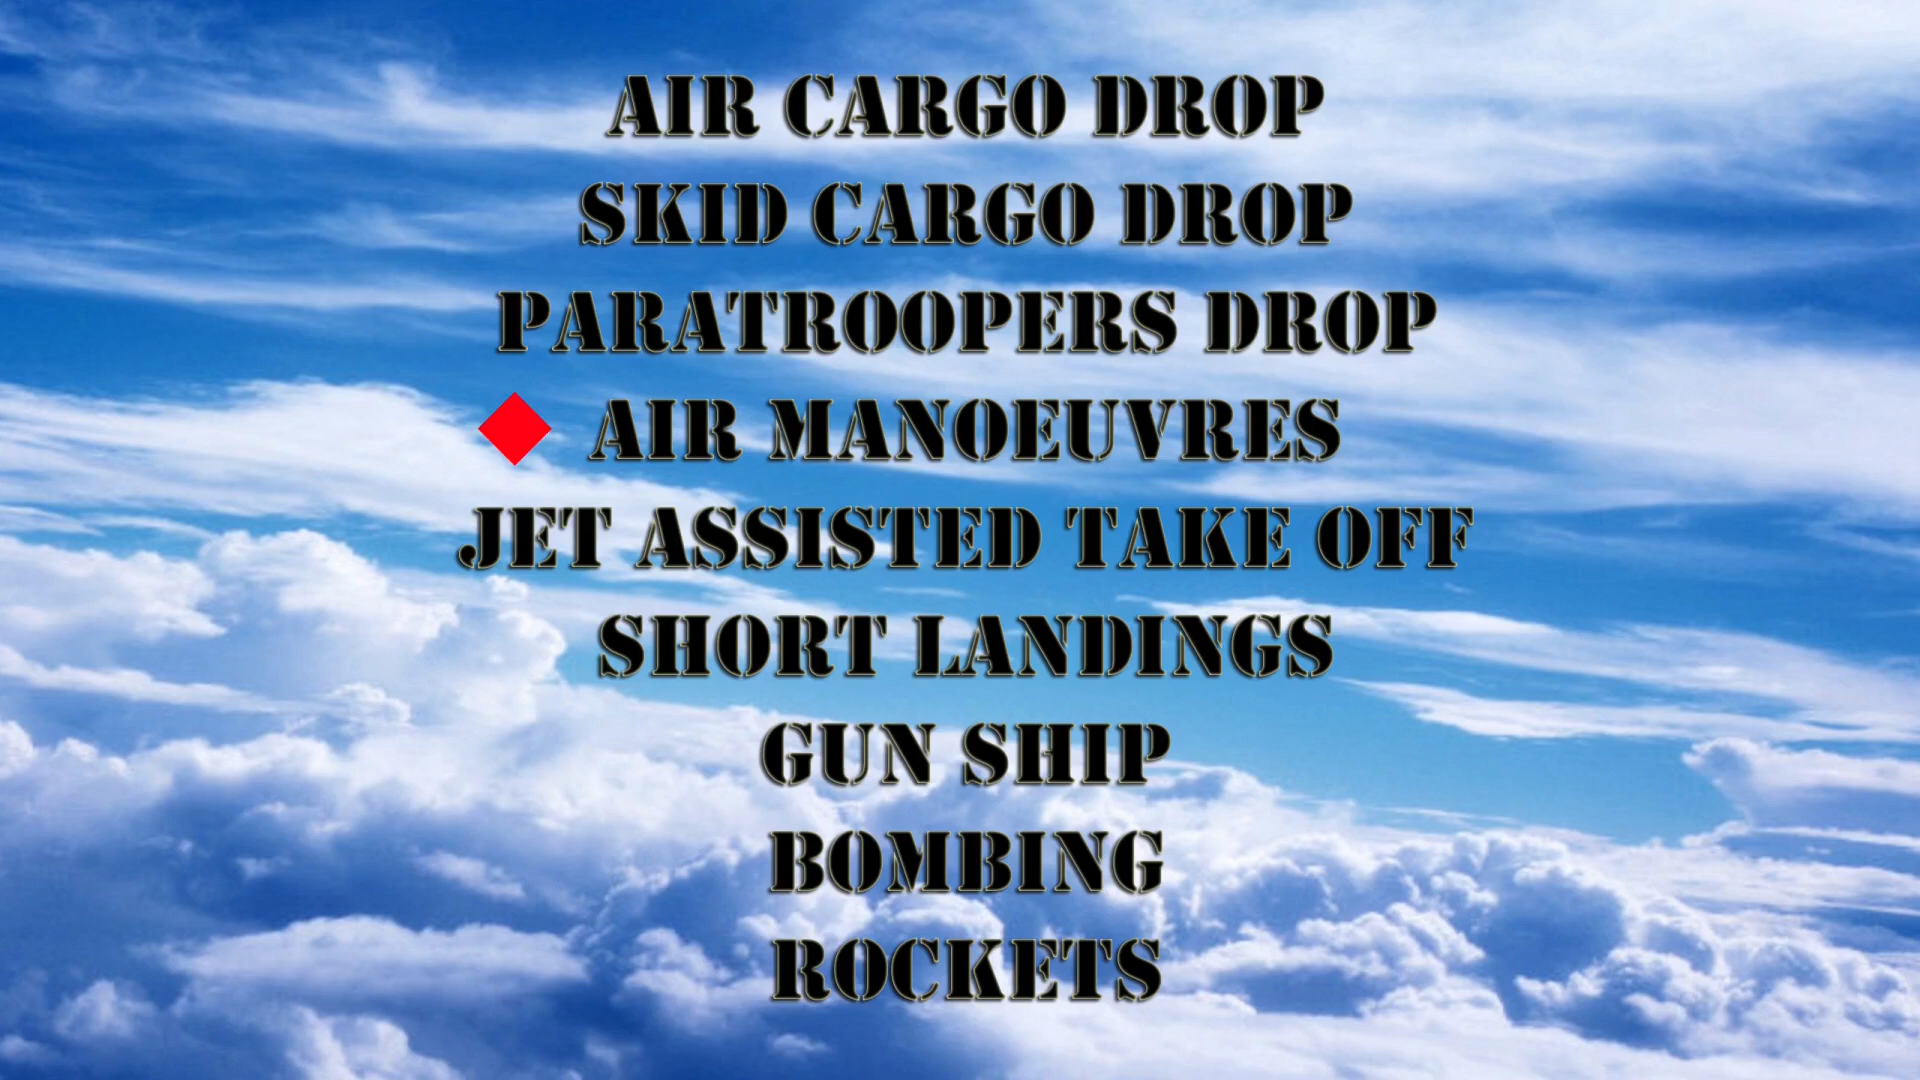 AIR CARGO DROP
SKID CARGO DROP
PARATROOPERS DROP
AIR MANOEUVRES
JET ASSISTED TAKE OFF
SHORT LANDINGS
GUN SHIP
BOMBING
ROCKETS